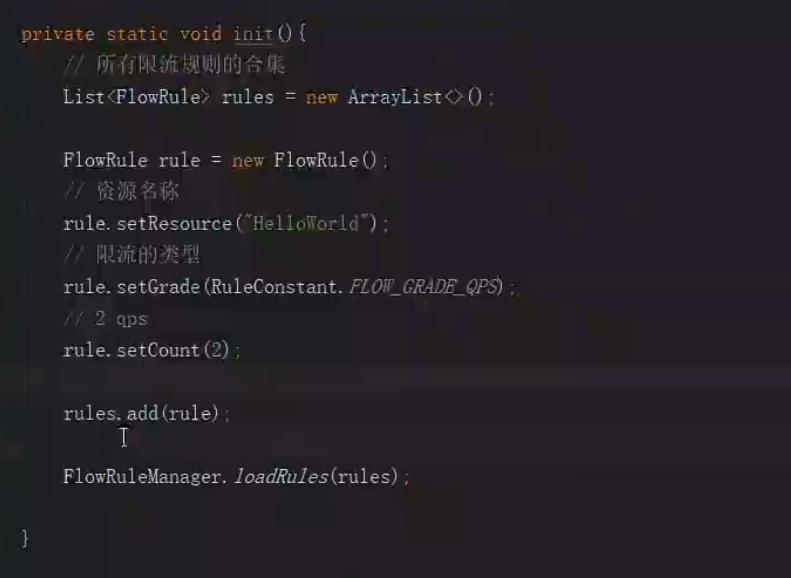 private static void init(){
// 所有限流规则的合集
List<FlowRule> rules = new ArrayList<>();
FlowRule rule = new FlowRule();
// 资源名称
rule.setResource("HelloWorld");
// 限流的类型
rule.setGrade(RuleConstant.FLOW_GRADE_QPS);
// 2 qps
rule.setCount(2);
rules.add(rule);
FlowRuleManager.loadRules(rules);
}